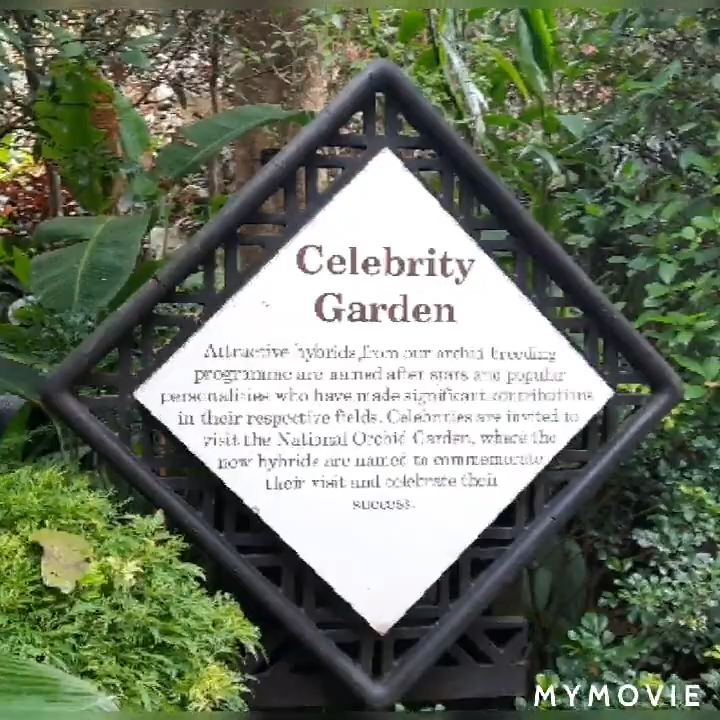 Celebrity
Garden
Attractive hybrids from our orchid breeding
programme are named after stars and popular
personalities who have made significant contributions
in their respective fields. Celebrities are invited to
visit the National Orchid Garden, where the
new hybrids are named to commemorate
their visit and celebrate their
success.
MYMOVIE